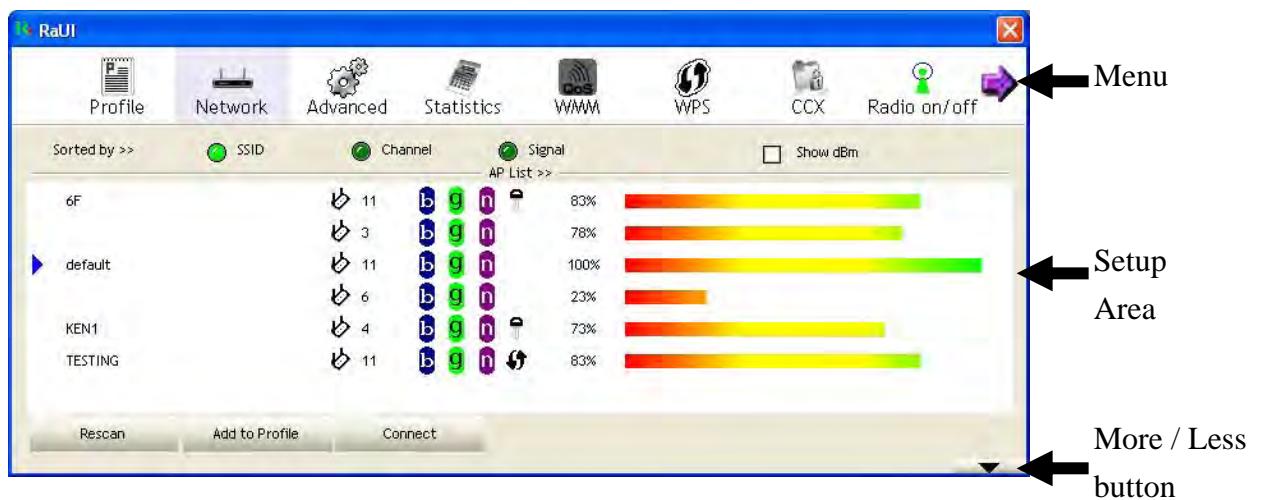 RaUI
Profile Network Advanced Statistics QoS WMM WPS CCX Radio on/off
Menu
Sorted by >> SSID Channel Signal Show dBm
AP List >>
6F 11 b g n 83%
3 b g n 78%
default 11 b g n 100%
6 b g n 23%
KEN1 4 b g n 73%
TESTING 11 b g n 83%
Setup
Area
Rescan Add to Profile Connect
More / Less
button